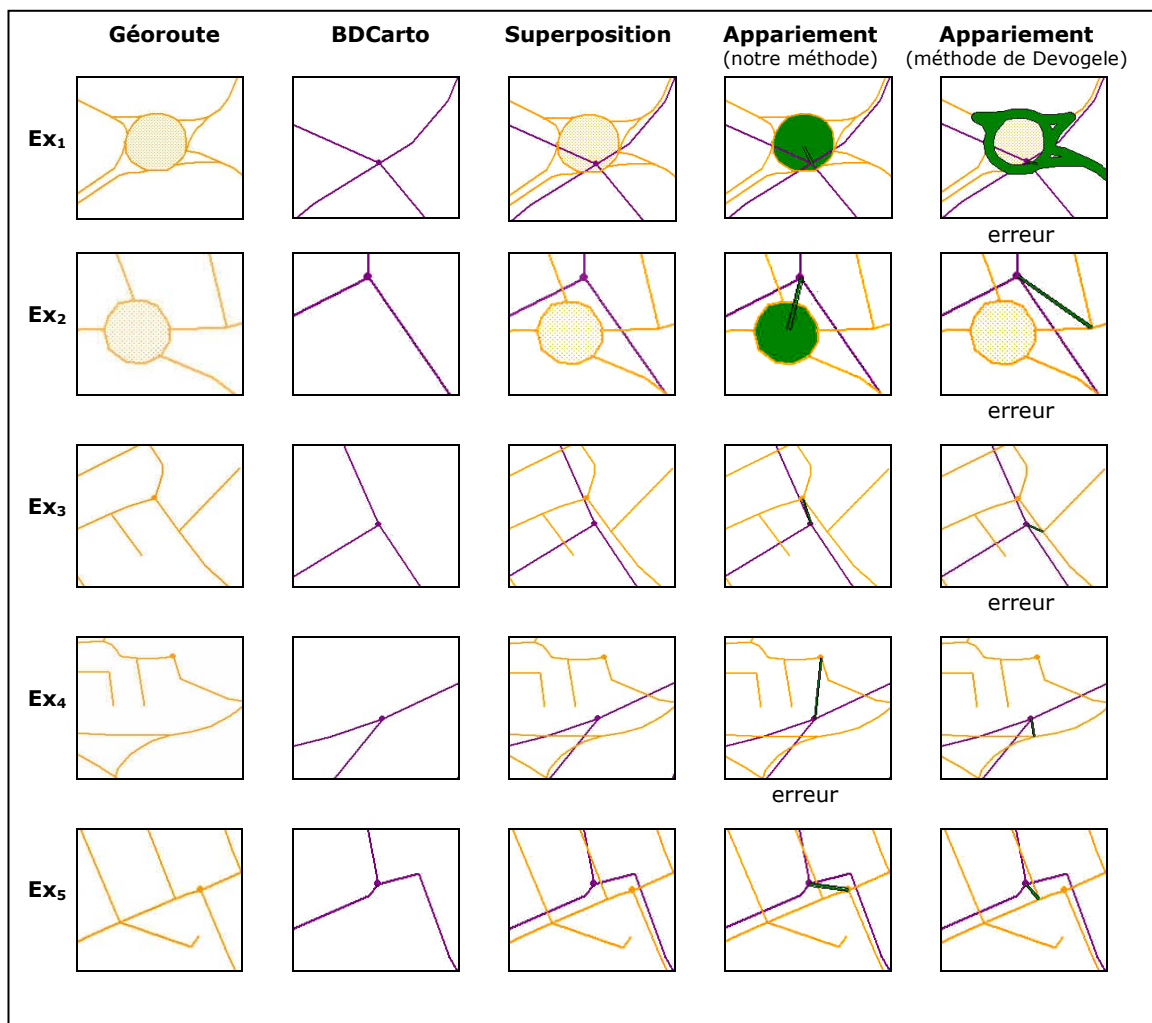 Géoroute BDCarto Superposition Appariement Appariement
(notre méthode) (méthode de Devogele)
Ex1
erreur
Ex2
erreur
Ex3
erreur
Ex4
erreur
Ex5